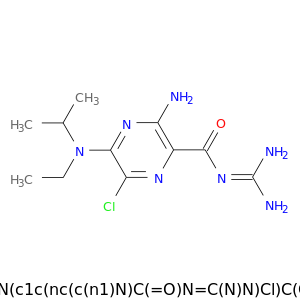 CH₃
NH₂
H₃C
N
O
N
NH₂
H₃C
N
N
NH₂
Cl
N(c1c(nc(c(n1)N)C(=O)N=C(N)N)Cl)C(